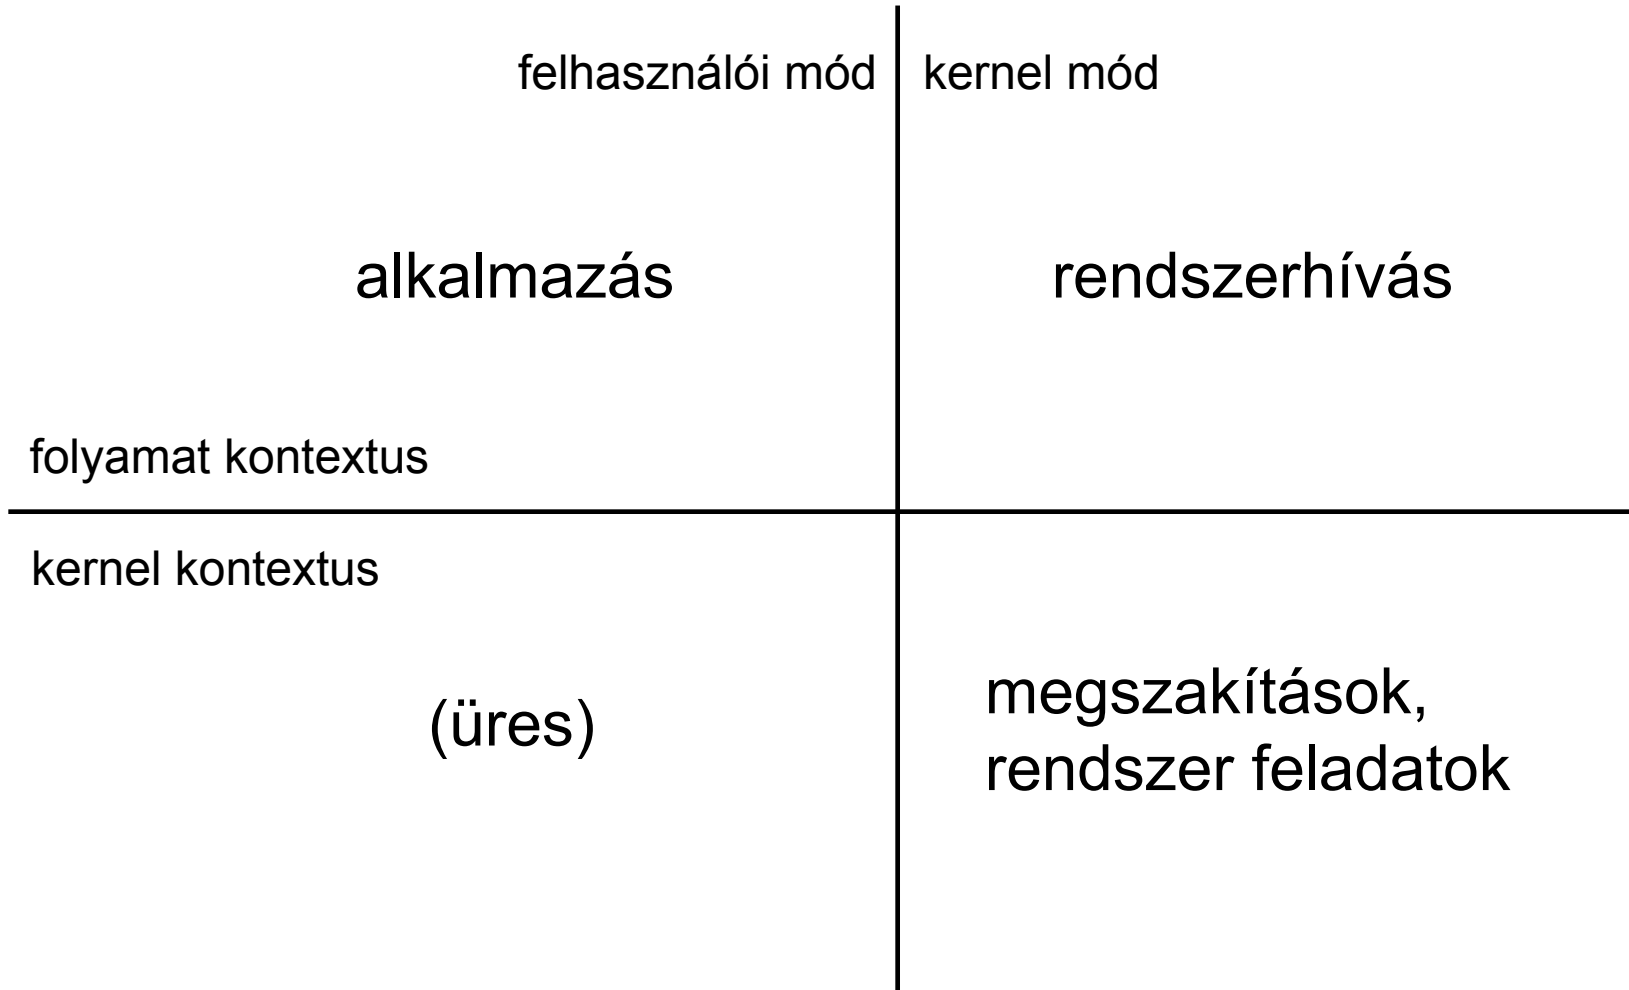 felhasználói mód
kernel mód
alkalmazás
rendszerhívás
folyamat kontextus
kernel kontextus
(üres)
megszakítások,
rendszer feladatok